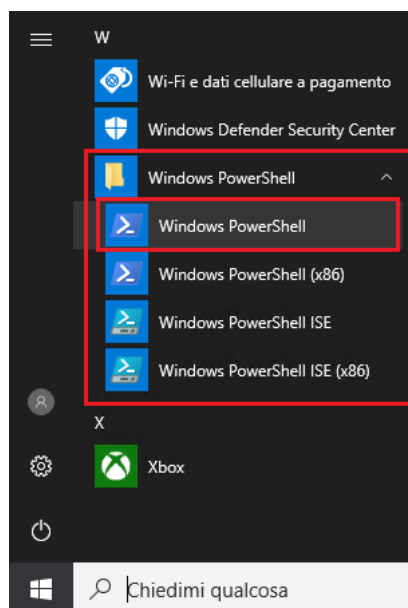 W
Wi-Fi e dati cellulare a pagamento
Windows Defender Security Center
Windows PowerShell
Windows PowerShell
Windows PowerShell (x86)
Windows PowerShell ISE
Windows PowerShell ISE (x86)
X
Xbox
Chiedimi qualcosa